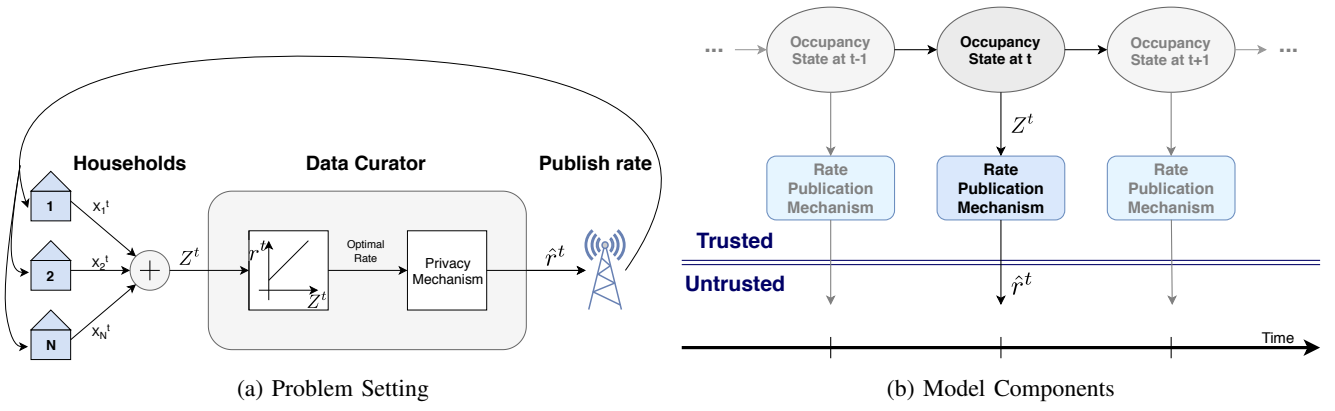 Households
Data Curator
Publish rate
1
2
N
X₁ᵗ
X₂ᵗ
X_Nᵗ
+
Zᵗ
rᵗ
Zᵗ
Optimal
Rate
Privacy
Mechanism
r̂ᵗ
(a) Problem Setting
...
Occupancy
State at t-1
Occupancy
State at t
Occupancy
State at t+1
...
Zᵗ
Rate
Publication
Mechanism
Rate
Publication
Mechanism
Rate
Publication
Mechanism
Trusted
Untrusted
r̂ᵗ
Time
(b) Model Components